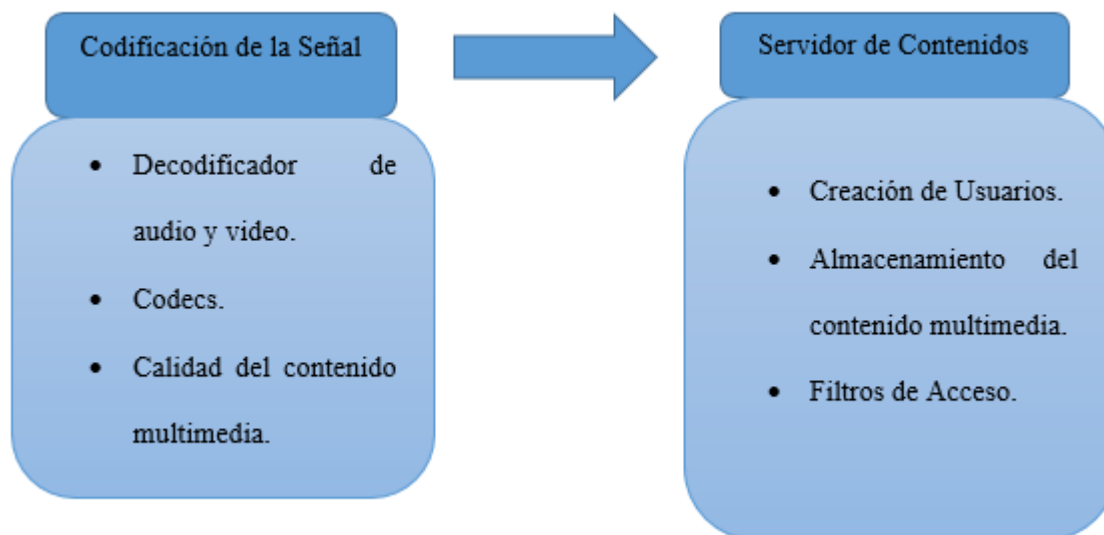 Codificación de la Señal
• Decodificador de
audio y video.
• Codecs.
• Calidad del contenido
multimedia.
Servidor de Contenidos
• Creación de Usuarios.
• Almacenamiento del
contenido multimedia.
• Filtros de Acceso.